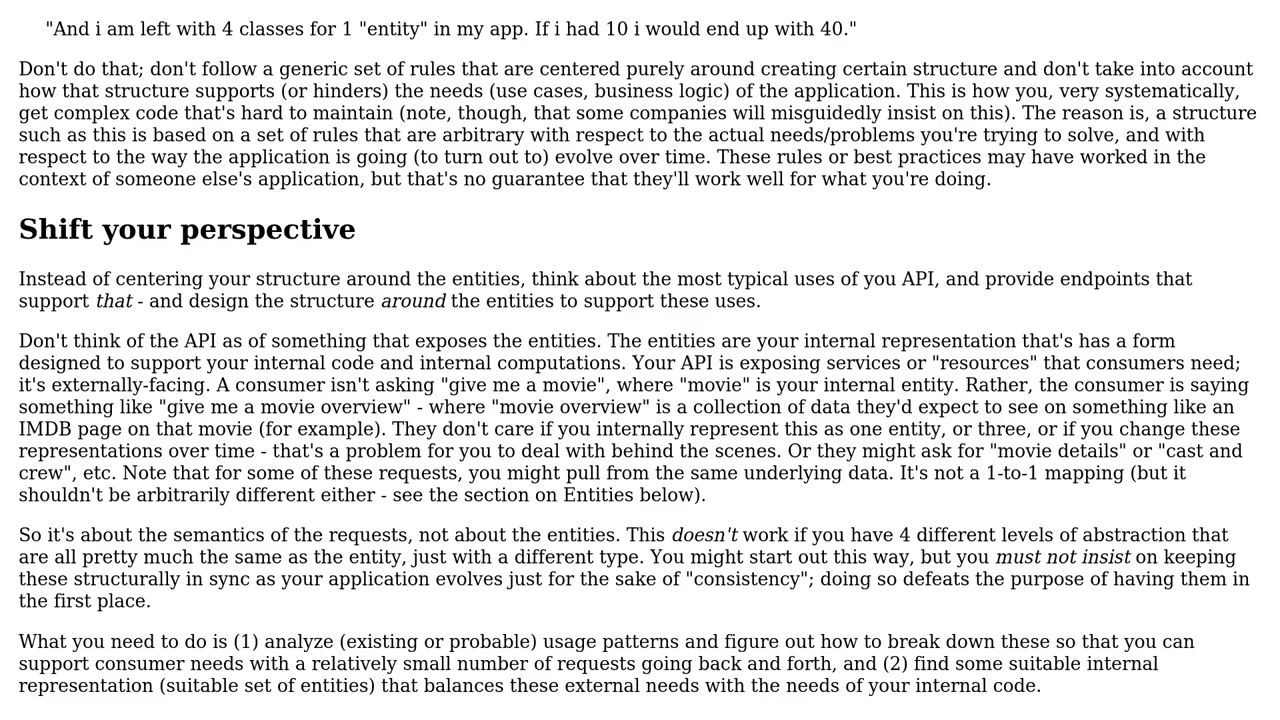 "And i am left with 4 classes for 1 "entity" in my app. If i had 10 i would end up with 40."
Don't do that; don't follow a generic set of rules that are centered purely around creating certain structure and don't take into account
how that structure supports (or hinders) the needs (use cases, business logic) of the application. This is how you, very systematically,
get complex code that's hard to maintain (note, though, that some companies will misguidedly insist on this). The reason is, a structure
such as this is based on a set of rules that are arbitrary with respect to the actual needs/problems you're trying to solve, and with
respect to the way the application is going (to turn out to) evolve over time. These rules or best practices may have worked in the
context of someone else's application, but that's no guarantee that they'll work well for what you're doing.
Shift your perspective
Instead of centering your structure around the entities, think about the most typical uses of you API, and provide endpoints that
support that - and design the structure around the entities to support these uses.
Don't think of the API as of something that exposes the entities. The entities are your internal representation that's has a form
designed to support your internal code and internal computations. Your API is exposing services or "resources" that consumers need;
it's externally-facing. A consumer isn't asking "give me a movie", where "movie" is your internal entity. Rather, the consumer is saying
something like "give me a movie overview" - where "movie overview" is a collection of data they'd expect to see on something like an
IMDB page on that movie (for example). They don't care if you internally represent this as one entity, or three, or if you change these
representations over time - that's a problem for you to deal with behind the scenes. Or they might ask for "movie details" or "cast and
crew", etc. Note that for some of these requests, you might pull from the same underlying data. It's not a 1-to-1 mapping (but it
shouldn't be arbitrarily different either - see the section on Entities below).
So it's about the semantics of the requests, not about the entities. This doesn't work if you have 4 different levels of abstraction that
are all pretty much the same as the entity, just with a different type. You might start out this way, but you must not insist on keeping
these structurally in sync as your application evolves just for the sake of "consistency"; doing so defeats the purpose of having them in
the first place.
What you need to do is (1) analyze (existing or probable) usage patterns and figure out how to break down these so that you can
support consumer needs with a relatively small number of requests going back and forth, and (2) find some suitable internal
representation (suitable set of entities) that balances these external needs with the needs of your internal code.